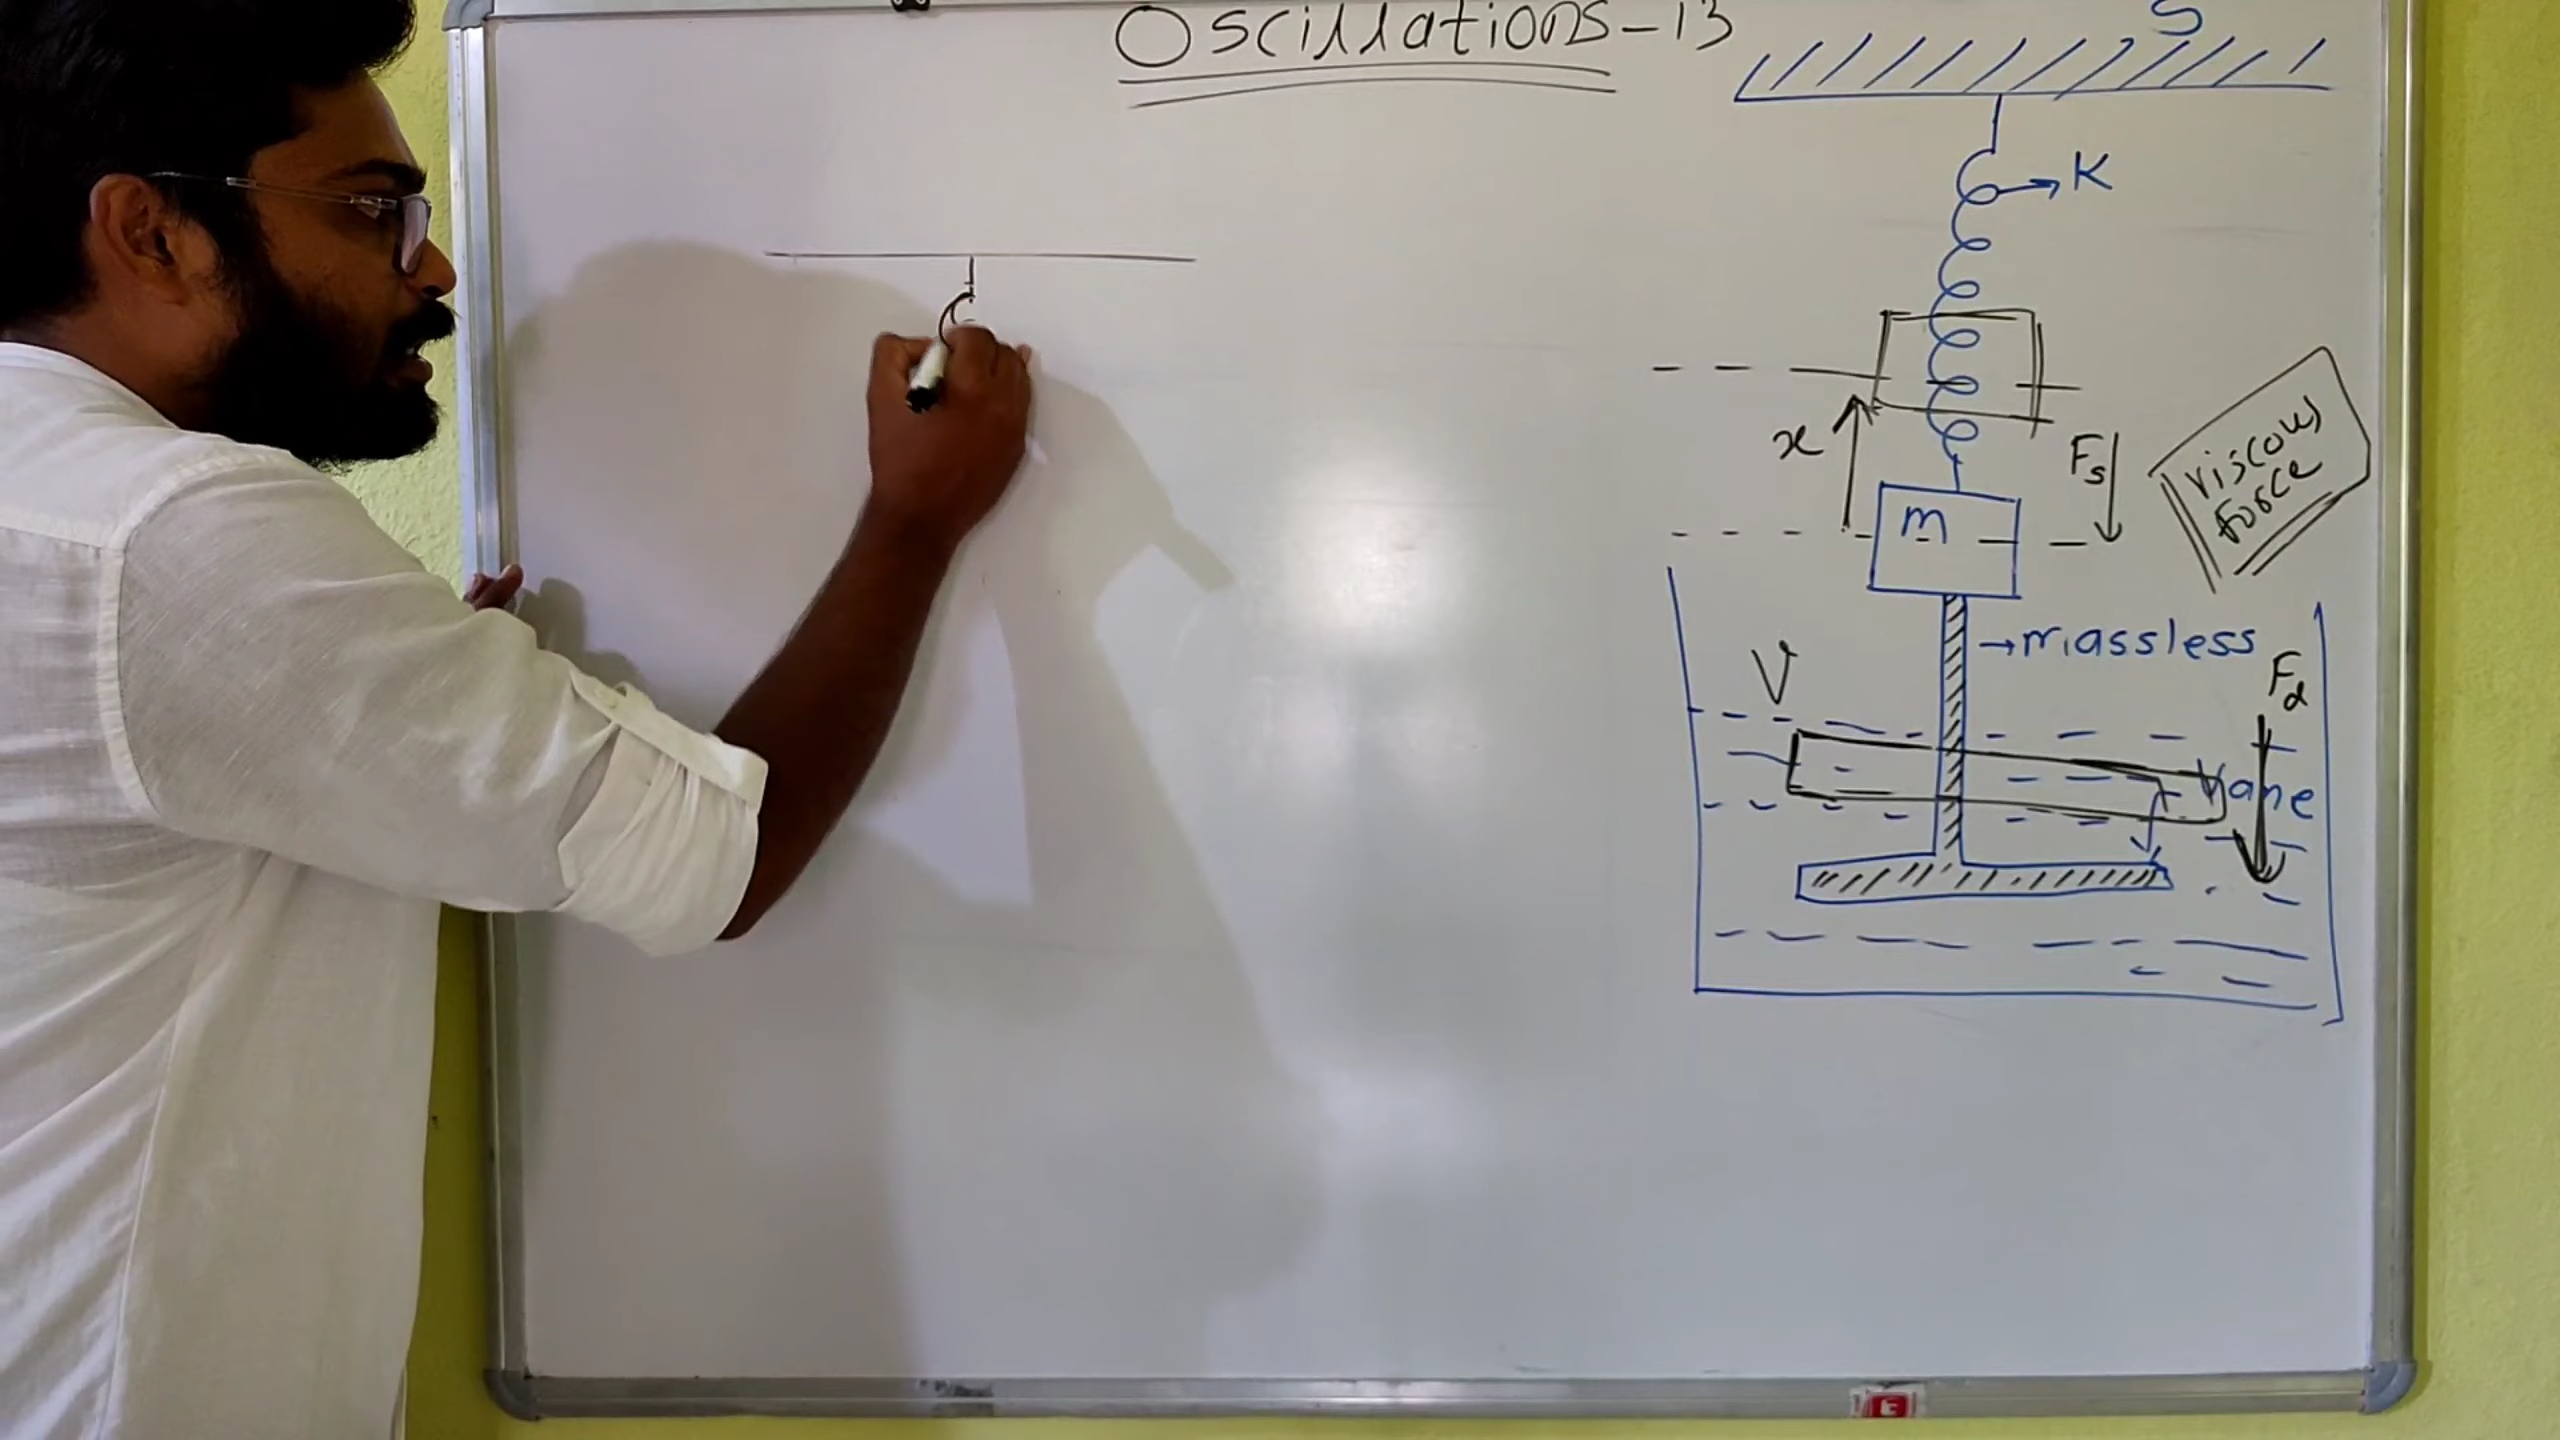 Oscillations-13
S
K
x
Fs
viscous
force
m
→massless
V
Fd
Vane